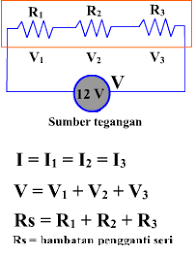 R1 R2 R3
V1 V2 V3
12 V V
Sumber tegangan
I = I1 = I2 = I3
V = V1 + V2 + V3
Rs = R1 + R2 + R3
Rs = hambatan pengganti seri